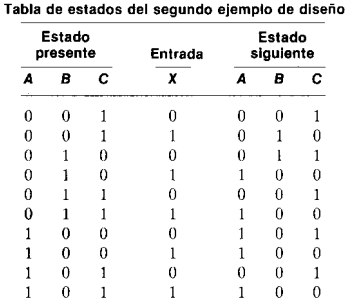 Tabla de estados del segundo ejemplo de diseño
Estado presente Entrada Estado siguiente
A B C X A B C
0 0 1 0 0 0 1
0 0 1 1 0 1 0
0 1 0 0 0 1 1
0 1 0 1 1 0 0
0 1 1 0 0 0 1
0 1 1 1 1 0 0
1 0 0 0 1 0 1
1 0 0 1 1 0 0
1 0 1 0 0 0 1
1 0 1 1 1 0 0